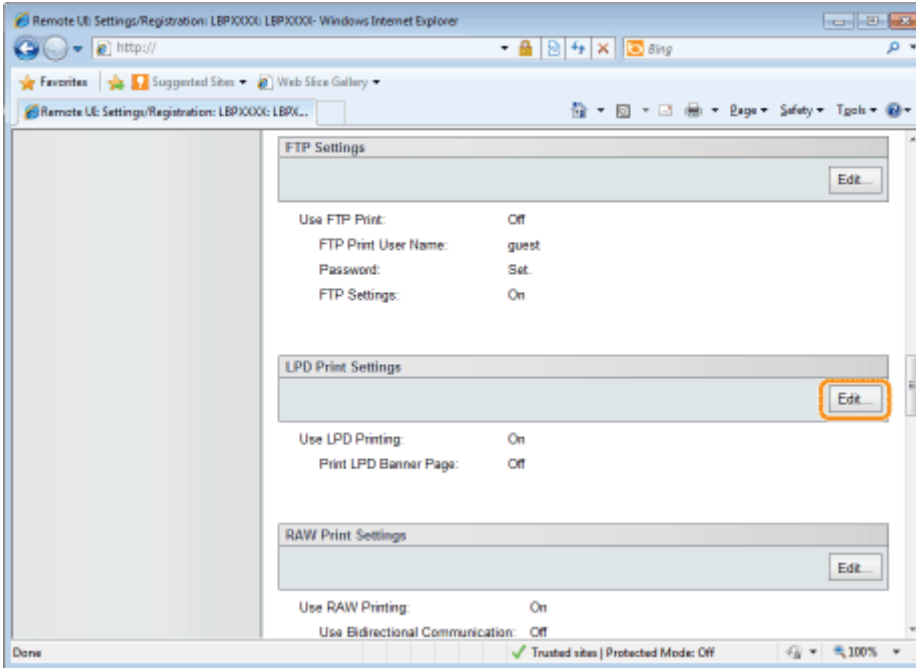 Remote UI: Settings/Registration: LBPXXXX: LBPXXXX- Windows Internet Explorer
http://
Bing
Favorites Suggested Sites Web Slice Gallery
Remote UI: Settings/Registration: LBPXXXX: LBPX... Page Safety Tools
FTP Settings
Edit...
Use FTP Print: Off
FTP Print User Name: guest
Password: Set.
FTP Settings: On
LPD Print Settings
Edit...
Use LPD Printing: On
Print LPD Banner Page: Off
RAW Print Settings
Edit...
Use RAW Printing: On
Use Bidirectional Communication: Off
Done Trusted sites | Protected Mode: Off 100%